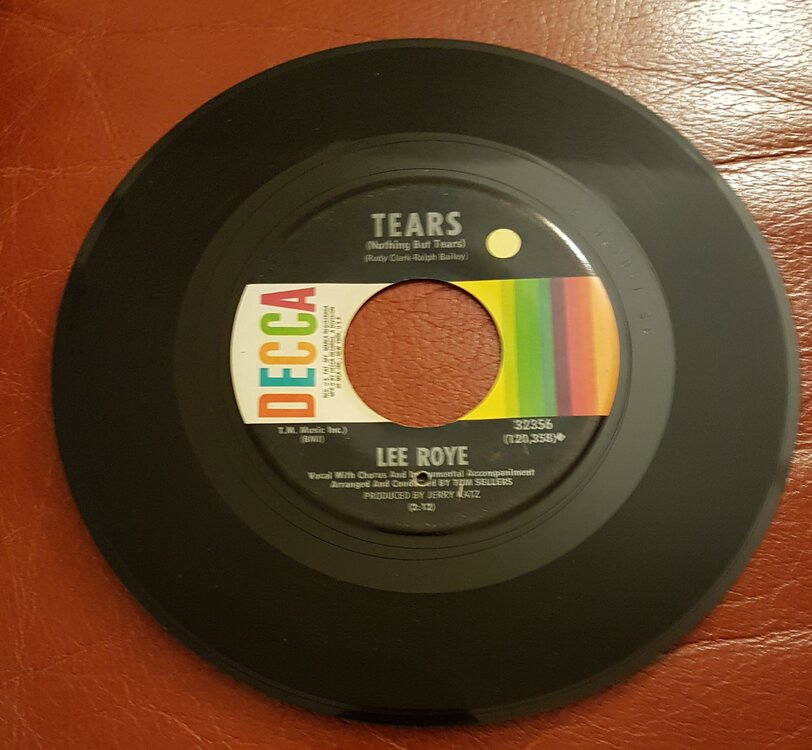 TEARS
(Nothing But Tears)
(Rudy Clark-Ralph Bailey)
DECCA
T.M. Music Inc.)
(BMI)
32356
(120,358)◆
LEE ROYE
Vocal With Chorus And Instrumental Accompaniment
Arranged And Conducted BY TOM SELLERS
PRODUCED BY JERRY KATZ
(2:12)